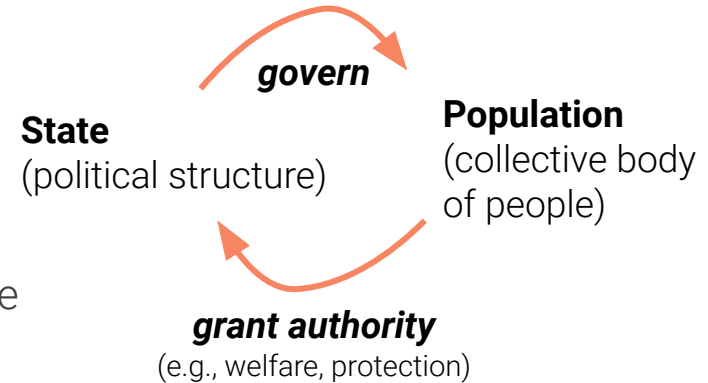 govern
State
(political structure)
Population
(collective body
of people)
e
grant authority
(e.g., welfare, protection)